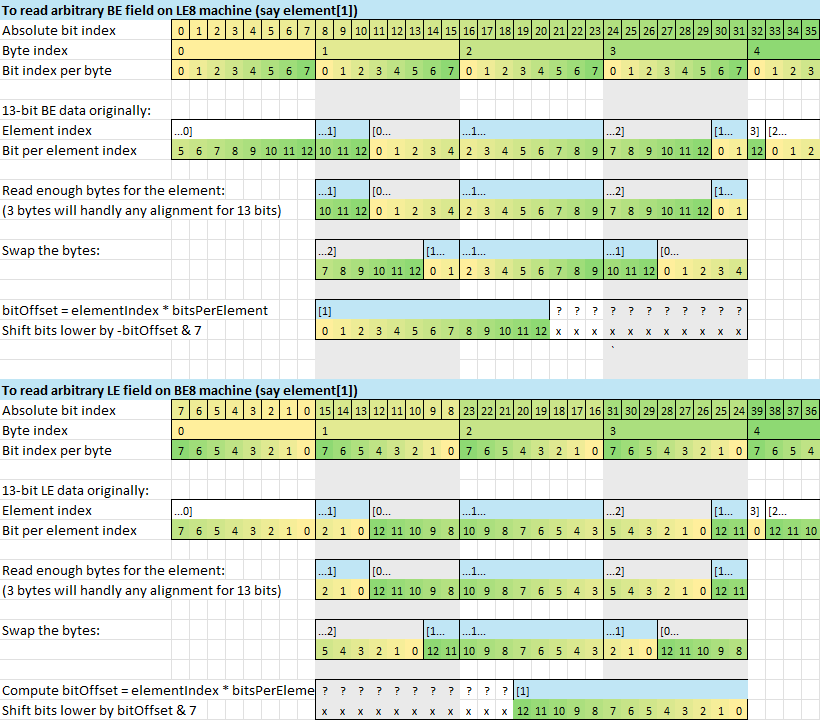 To read arbitrary BE field on LE8 machine (say element[1])
Absolute bit index 0 1 2 3 4 5 6 7 8 9 10 11 12 13 14 15 16 17 18 19 20 21 22 23 24 25 26 27 28 29 30 31 32 33 34 35
Byte index 0 1 2 3 4
Bit index per byte 0 1 2 3 4 5 6 7 0 1 2 3 4 5 6 7 0 1 2 3 4 5 6 7 0 1 2 3 4 5 6 7 0 1 2 3
13-bit BE data originally:
Element index ...0] ...1] [0... ...1... ...2] [1... 3] [2...
Bit per element index 5 6 7 8 9 10 11 12 10 11 12 0 1 2 3 4 2 3 4 5 6 7 8 9 7 8 9 10 11 12 0 1 12 0 1 2
Read enough bytes for the element: ...1] [0... ...1... ...2] [1...
(3 bytes will handly any alignment for 13 bits) 10 11 12 0 1 2 3 4 2 3 4 5 6 7 8 9 7 8 9 10 11 12 0 1
Swap the bytes: ...2] [1... ...1... ...1] [0...
7 8 9 10 11 12 0 1 2 3 4 5 6 7 8 9 10 11 12 0 1 2 3 4
bitOffset = elementIndex * bitsPerElement [1] ? ? ? ? ? ? ? ? ? ? ?
Shift bits lower by -bitOffset & 7 0 1 2 3 4 5 6 7 8 9 10 11 12 x x x x x x x x x x x
`
To read arbitrary LE field on BE8 machine (say element[1])
Absolute bit index 7 6 5 4 3 2 1 0 15 14 13 12 11 10 9 8 23 22 21 20 19 18 17 16 31 30 29 28 27 26 25 24 39 38 37 36
Byte index 0 1 2 3 4
Bit index per byte 7 6 5 4 3 2 1 0 7 6 5 4 3 2 1 0 7 6 5 4 3 2 1 0 7 6 5 4 3 2 1 0 7 6 5 4
13-bit LE data originally:
Element index ...0] ...1] [0... ...1... ...2] [1... 3] [2...
Bit per element index 7 6 5 4 3 2 1 0 2 1 0 12 11 10 9 8 10 9 8 7 6 5 4 3 5 4 3 2 1 0 12 11 0 12 11 10
Read enough bytes for the element: ...1] [0... ...1... ...2] [1...
(3 bytes will handly any alignment for 13 bits) 2 1 0 12 11 10 9 8 10 9 8 7 6 5 4 3 5 4 3 2 1 0 12 11
Swap the bytes: ...2] [1... ...1... ...1] [0...
5 4 3 2 1 0 12 11 10 9 8 7 6 5 4 3 2 1 0 12 11 10 9 8
Compute bitOffset = elementIndex * bitsPerEleme ? ? ? ? ? ? ? ? ? ? ? [1]
Shift bits lower by bitOffset & 7 x x x x x x x x x x x 12 11 10 9 8 7 6 5 4 3 2 1 0